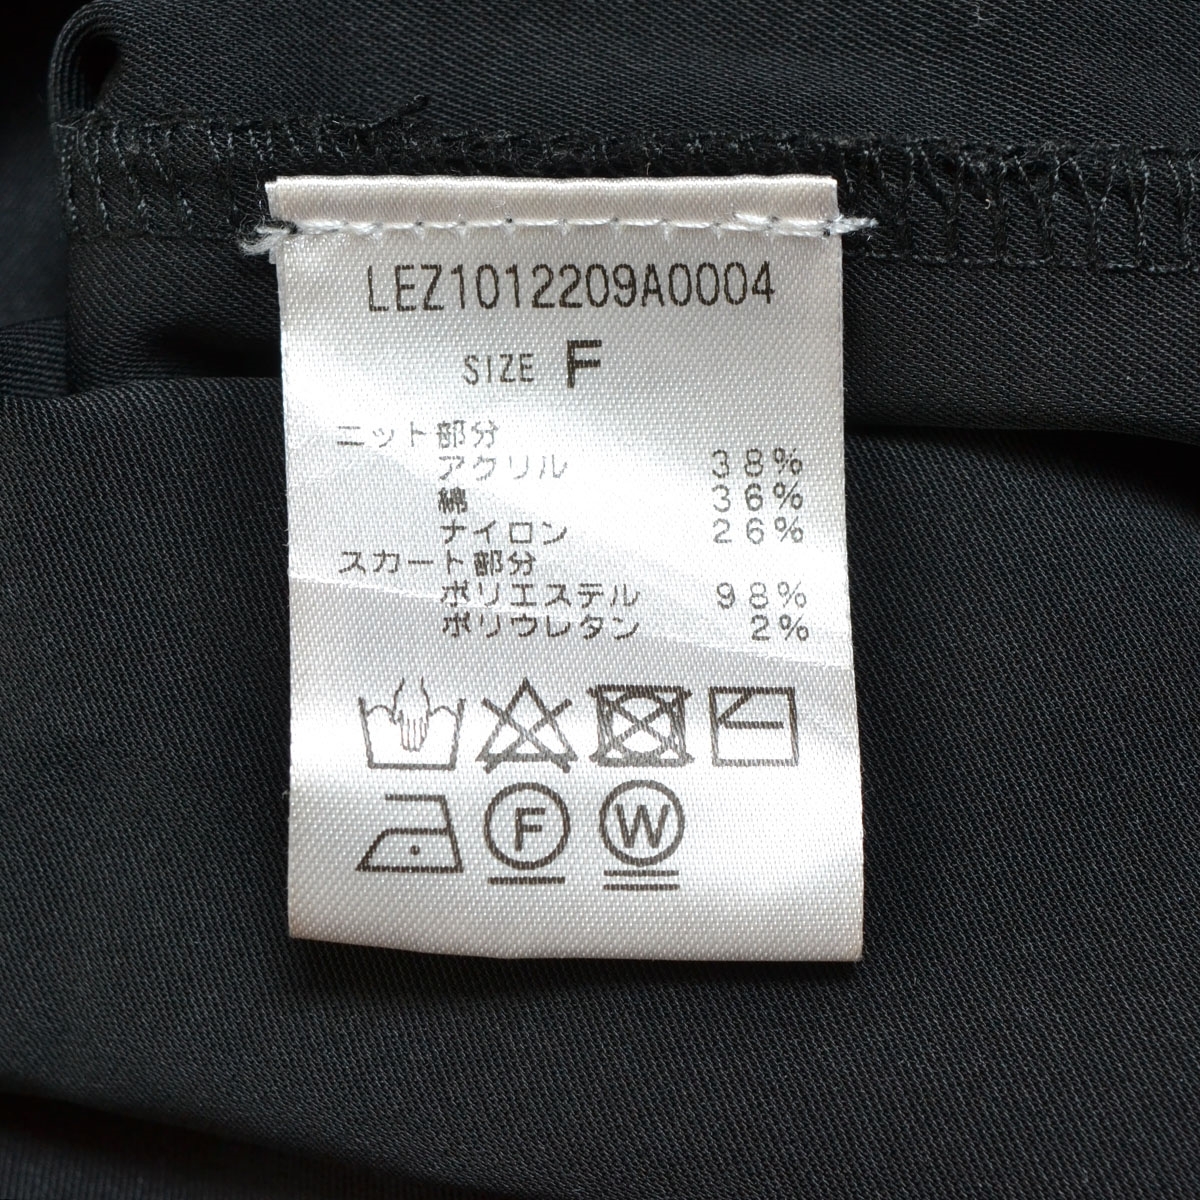 LEZ1012209A0004
SIZE F
ニット部分
アクリル 38%
綿 36%
ナイロン 26%
スカート部分
ポリエステル 98%
ポリウレタン 2%
F W